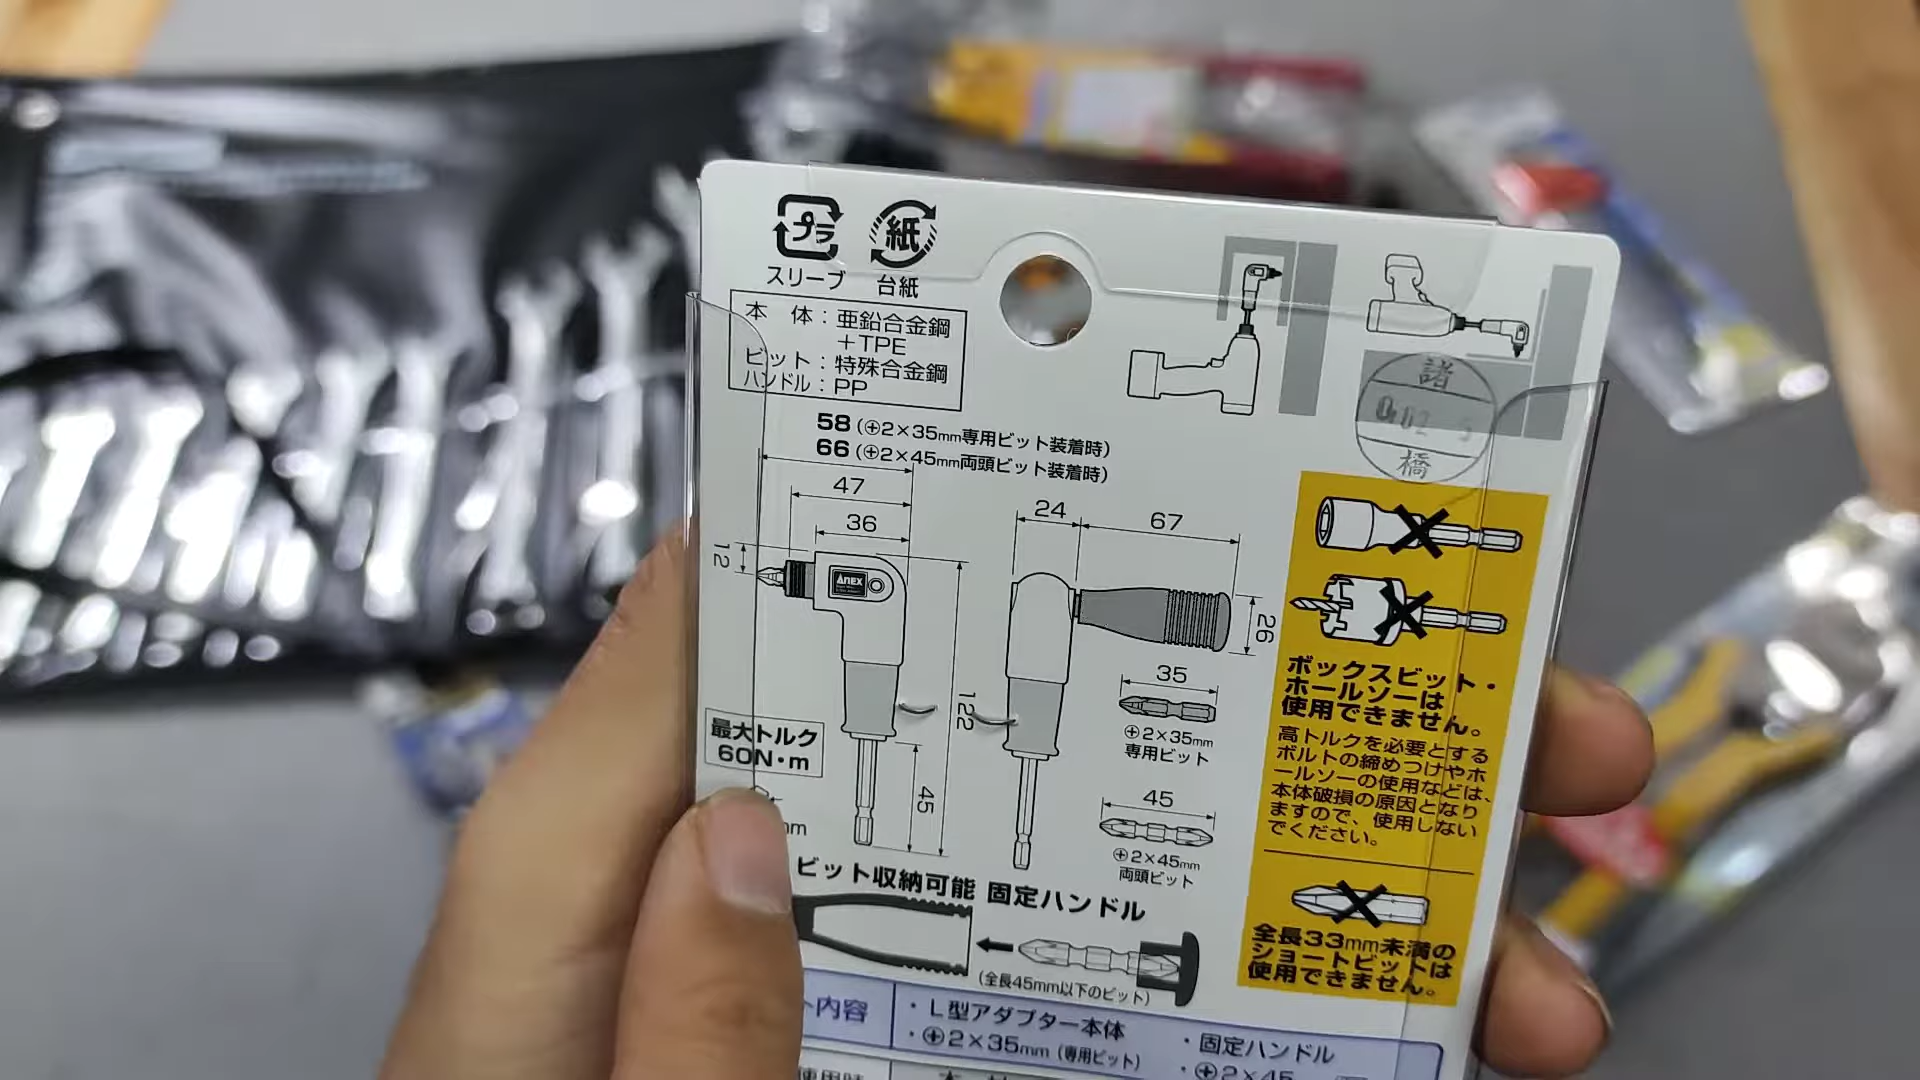 プラ
紙
スリーブ
台紙
本　体：亜鉛合金鋼
＋TPE
ビット：特殊合金鋼
ハンドル：PP
諸
橋
58（⊕2×35mm専用ビット装着時）
66（⊕2×45mm両頭ビット装着時）
47
36
12
ANEX
122
45
24
67
26
35
⊕2×35mm
専用ビット
45
⊕2×45mm
両頭ビット
最大トルク
60N・m
mm
ボックスビット・
ホールソーは
使用できません。
高トルクを必要とする
ボルトの締めつけやホ
ールソーの使用などは、
本体破損の原因となり
ますので、使用しない
でください。
全長33mm未満の
ショートビットは
使用できません。
ビット収納可能 固定ハンドル
（全長45mm以下のビット）
内容
・L型アダプター本体
・⊕2×35mm（専用ビット）
・固定ハンドル
・⊕2×45